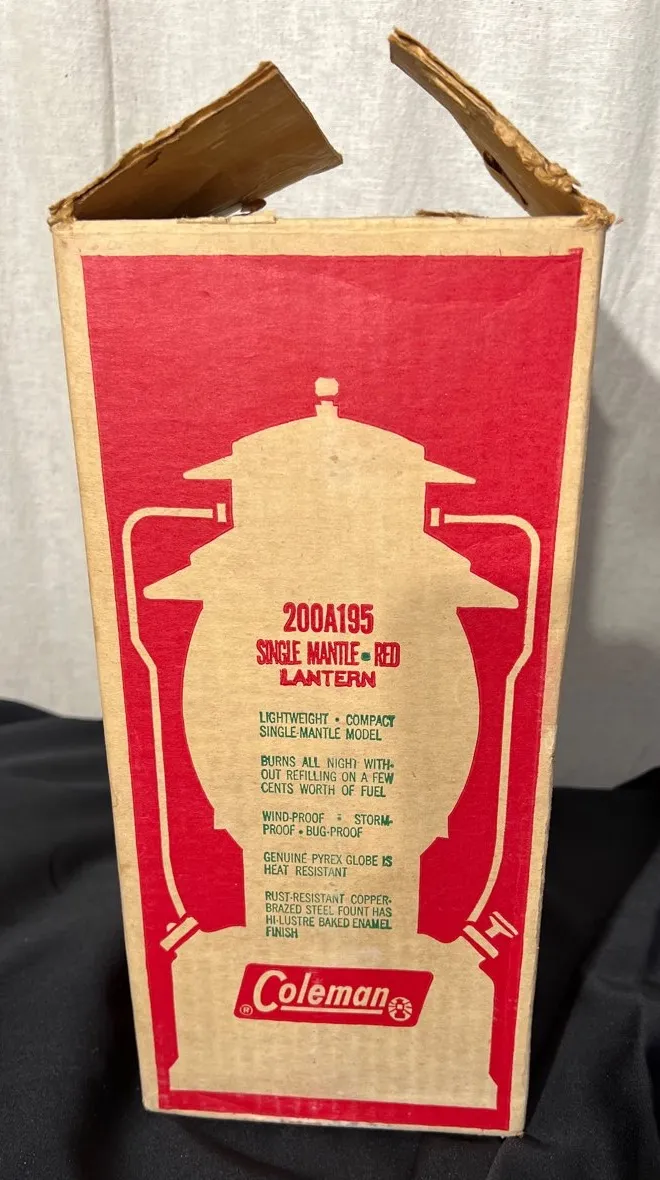 200A195
SINGLE MANTLE • RED
LANTERN
LIGHTWEIGHT • COMPACT
SINGLE-MANTLE MODEL
BURNS ALL NIGHT WITH-
OUT REFILLING ON A FEW
CENTS WORTH OF FUEL
WIND-PROOF • STORM-
PROOF • BUG-PROOF
GENUINE PYREX GLOBE IS
HEAT RESISTANT
RUST-RESISTANT COPPER-
BRAZED STEEL FOUNT HAS
HI-LUSTRE BAKED ENAMEL
FINISH
® Coleman